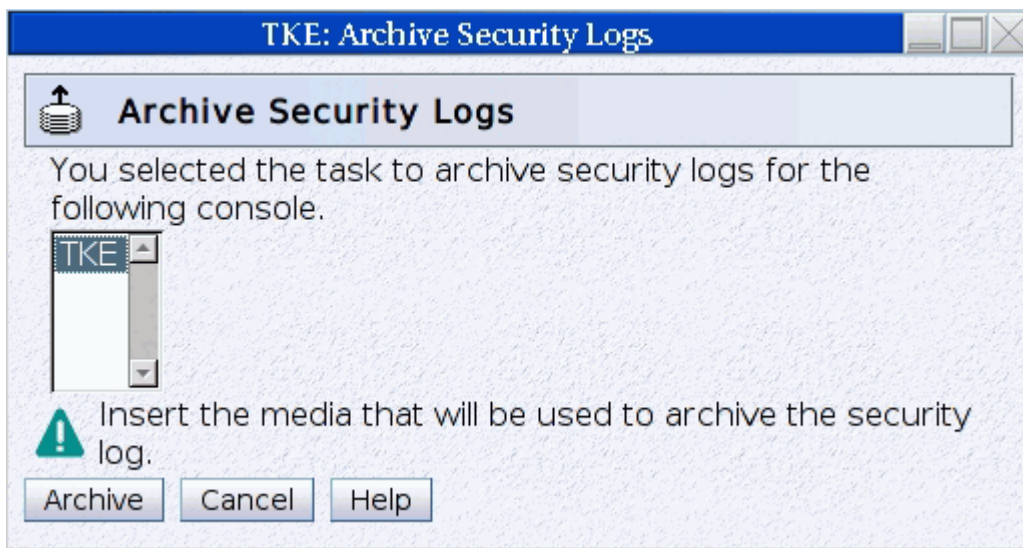 TKE: Archive Security Logs
Archive Security Logs
You selected the task to archive security logs for the
following console.
TKE
Insert the media that will be used to archive the security
log.
Archive Cancel Help